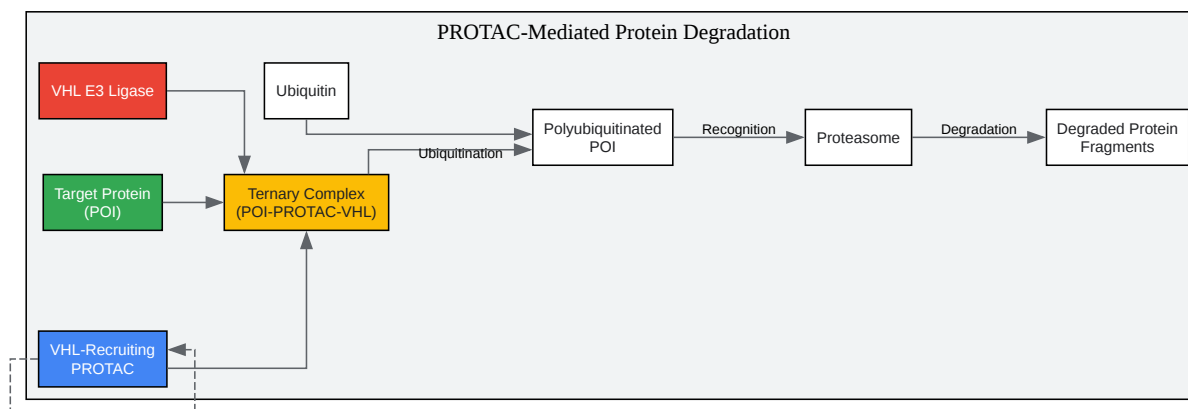 PROTAC-Mediated Protein Degradation
VHL E3 Ligase
Ubiquitin
Polyubiquitinated
POI
Recognition
Proteasome
Degradation
Degraded Protein
Fragments
Ubiquitination
Target Protein
(POI)
Ternary Complex
(POI-PROTAC-VHL)
VHL-Recruiting
PROTAC